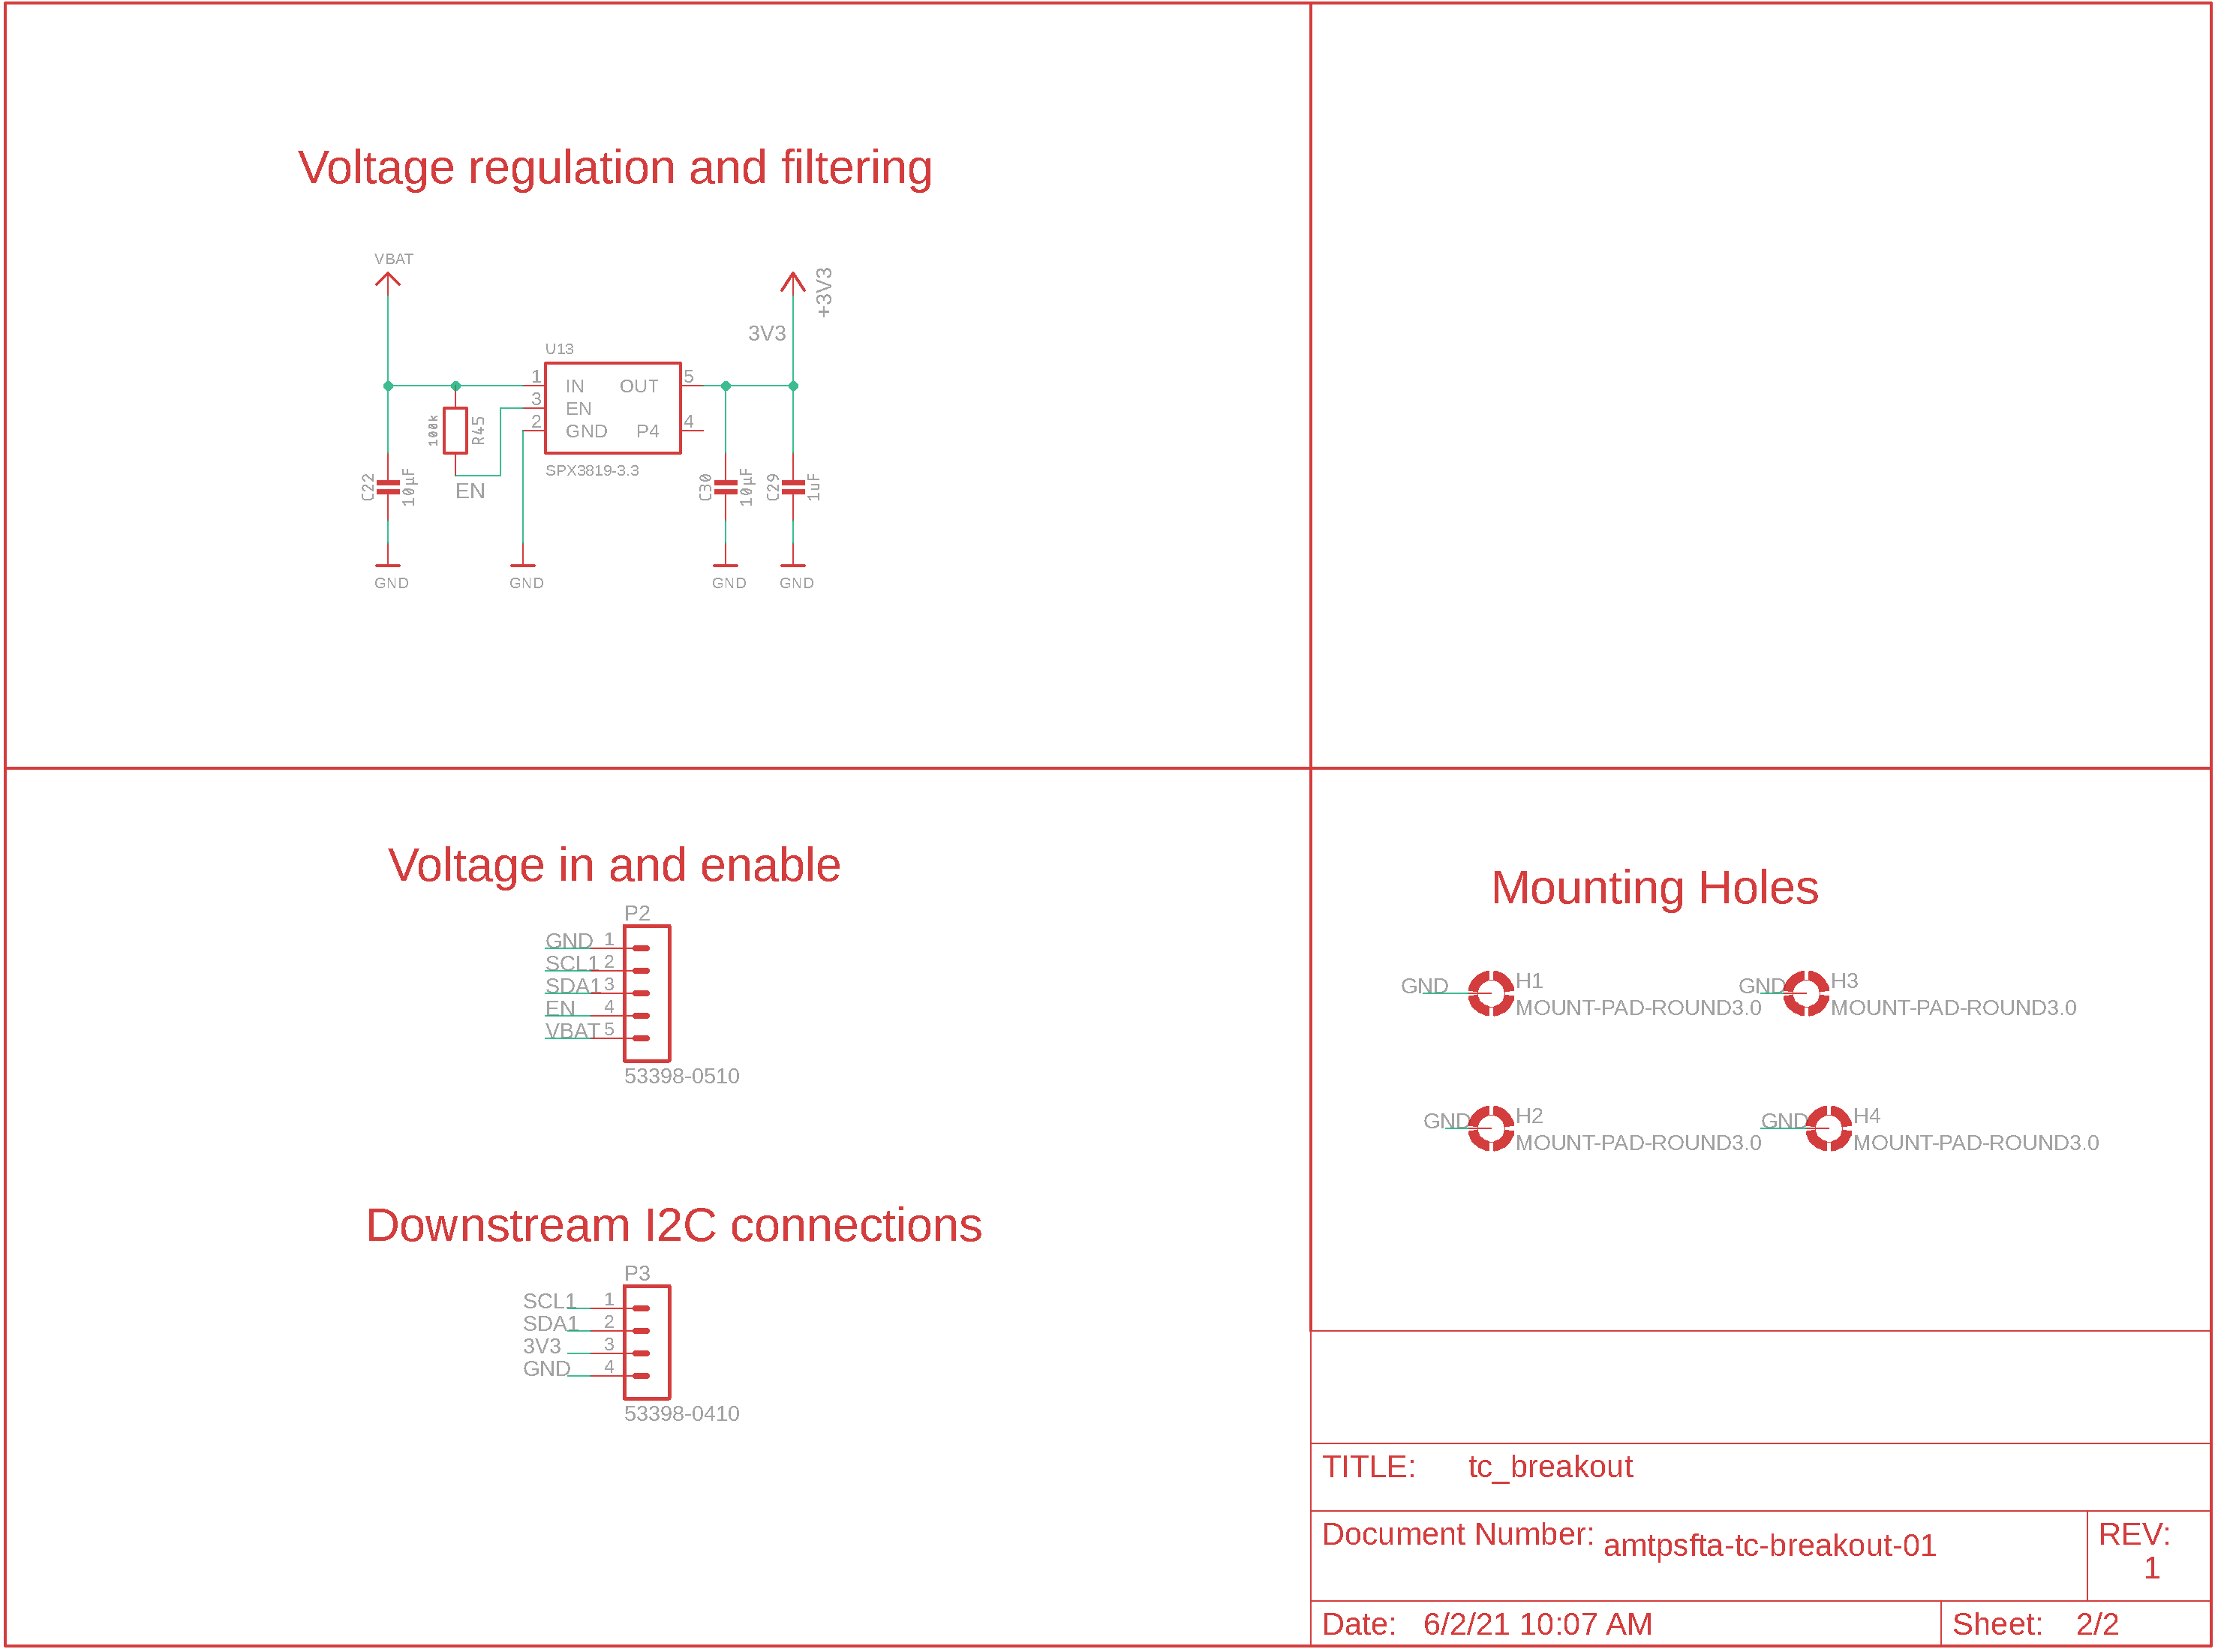 Voltage regulation and filtering
VBAT
+3V3
3V3
U13
1 IN OUT 5
3 EN
2 GND P4 4
SPX3819-3.3
100k
R45
EN
C22
10µF
C30
10µF
C29
1uF
GND GND GND GND
Voltage in and enable
P2
GND 1
SCL1 2
SDA1 3
EN 4
VBAT 5
53398-0510
Downstream I2C connections
P3
SCL1 1
SDA1 2
3V3 3
GND 4
53398-0410
Mounting Holes
GND H1
MOUNT-PAD-ROUND3.0
GND H3
MOUNT-PAD-ROUND3.0
GND H2
MOUNT-PAD-ROUND3.0
GND H4
MOUNT-PAD-ROUND3.0
TITLE: tc_breakout
Document Number: amtpsfta-tc-breakout-01
REV:
1
Date: 6/2/21 10:07 AM
Sheet: 2/2